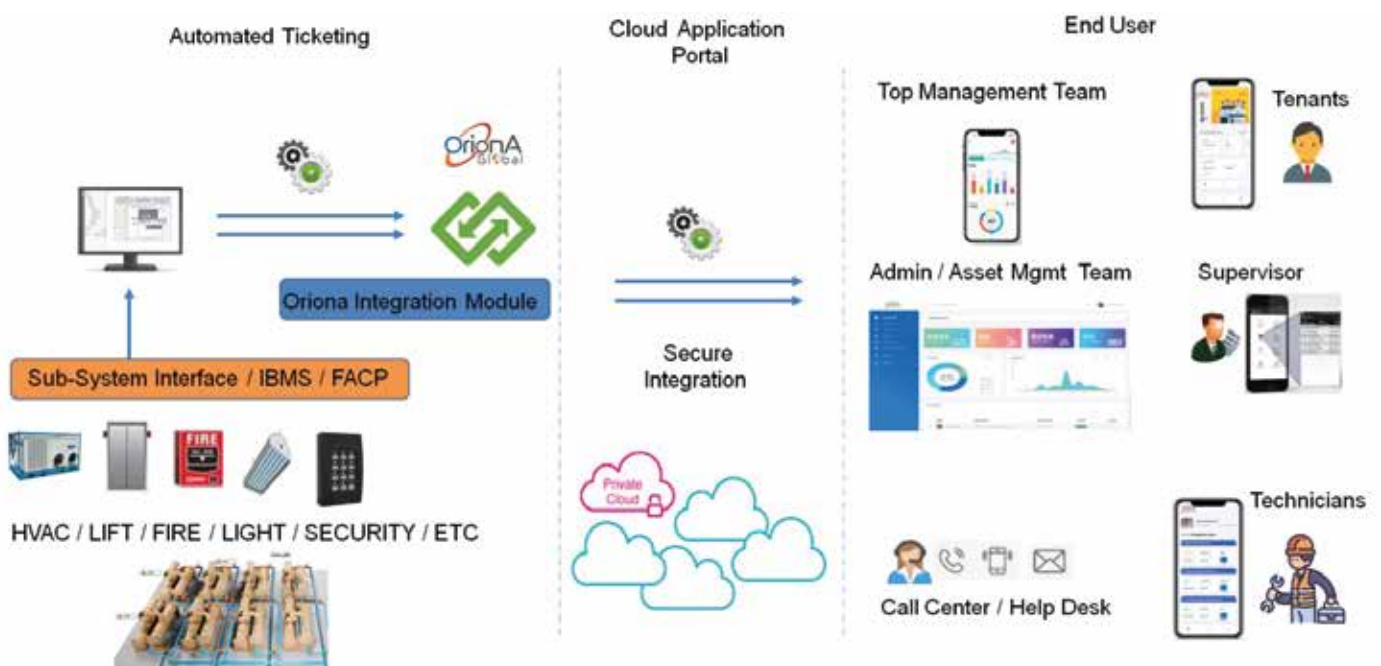 Automated Ticketing
Cloud Application
Portal
End User
Top Management Team
Tenants
OrionA
Global
Oriona Integration Module
Sub-System Interface / IBMS / FACP
FIRE
HVAC / LIFT / FIRE / LIGHT / SECURITY / ETC
Secure
Integration
Private
Cloud
Admin / Asset Mgmt Team
Supervisor
Call Center / Help Desk
Technicians